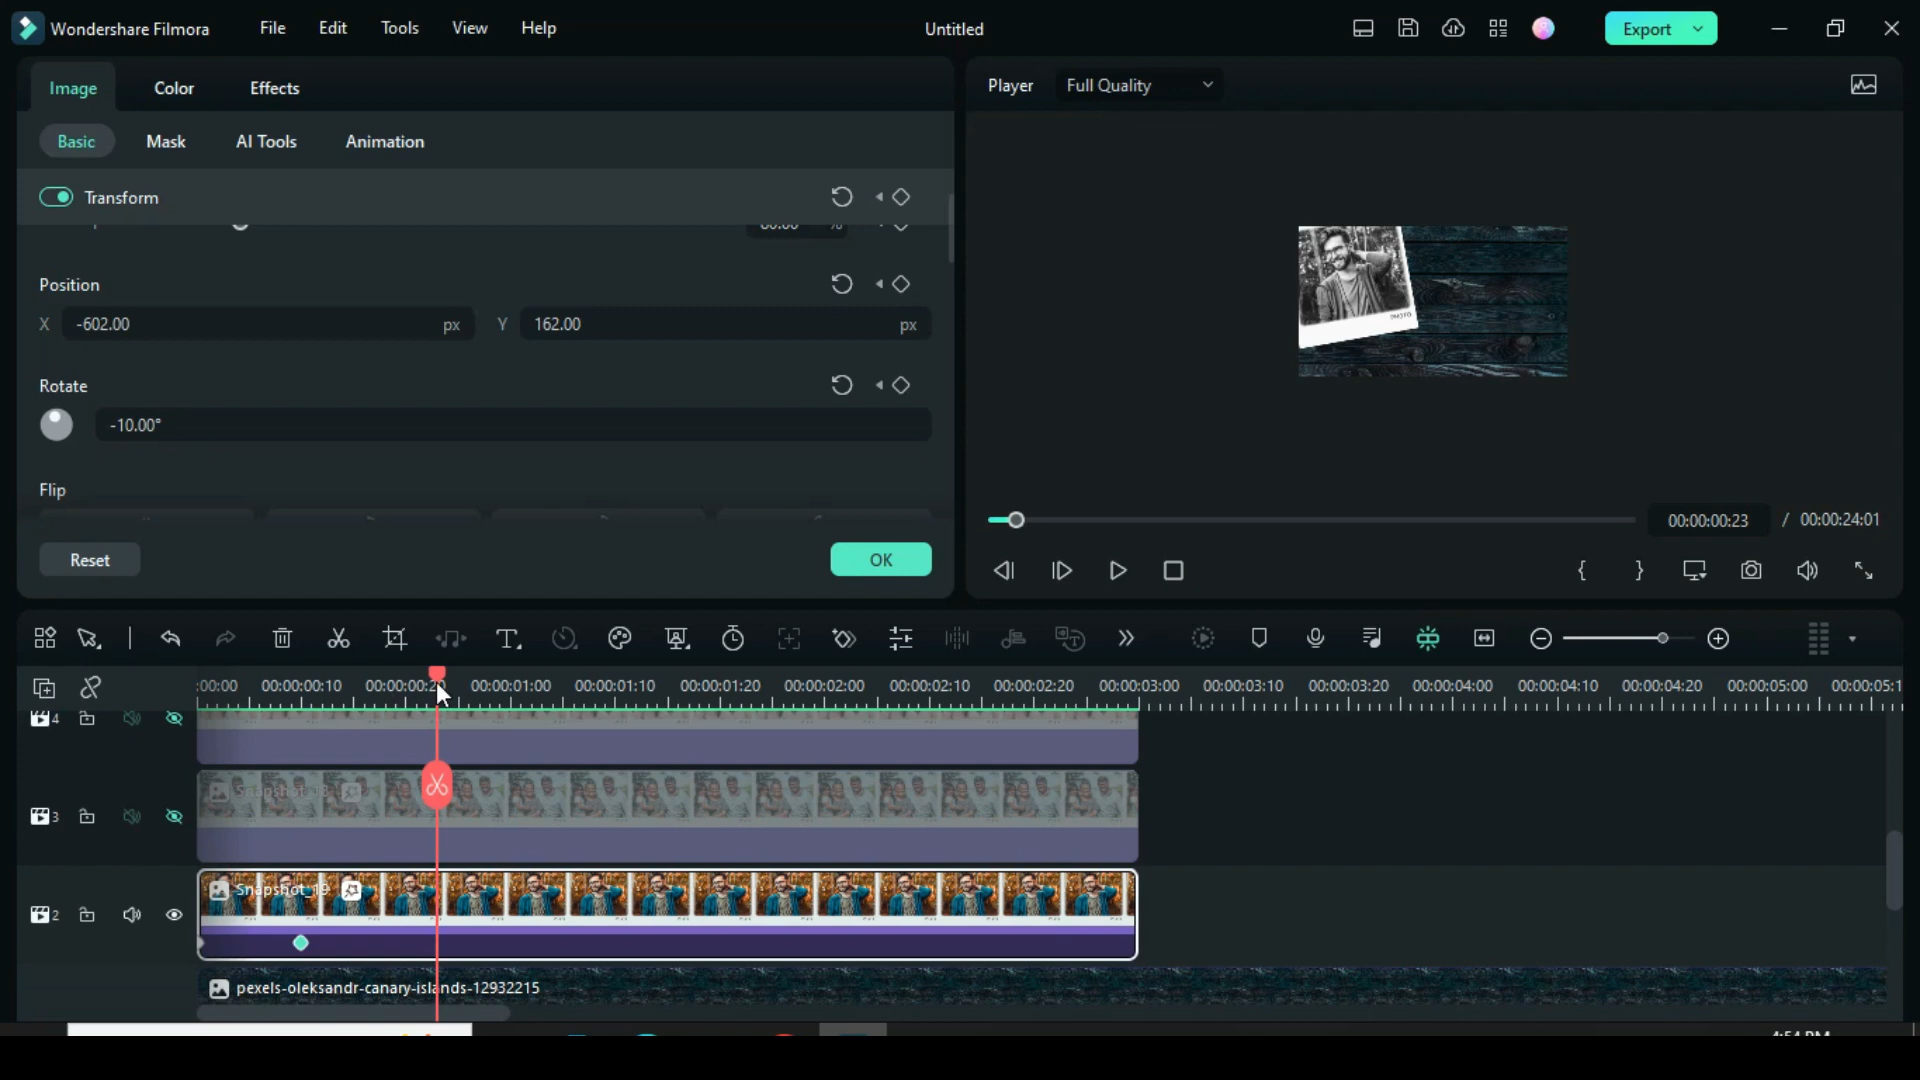 Wondershare Filmora File Edit Tools View Help Untitled Export
Image Color Effects
Player Full Quality
Basic Mask AI Tools Animation
Transform
Position
X -602.00 px Y 162.00 px
Rotate
-10.00°
Flip
Reset OK
PHOTO
00:00:00:23 / 00:00:24:01
:00:00 00:00:00:10 00:00:00:20 00:00:01:00 00:00:01:10 00:00:01:20 00:00:02:00 00:00:02:10 00:00:02:20 00:00:03:00 00:00:03:10 00:00:03:20 00:00:04:00 00:00:04:10 00:00:04:20 00:00:05:00 00:00:05:1
4
3
2 Snapshot_19
pexels-oleksandr-canary-islands-12932215